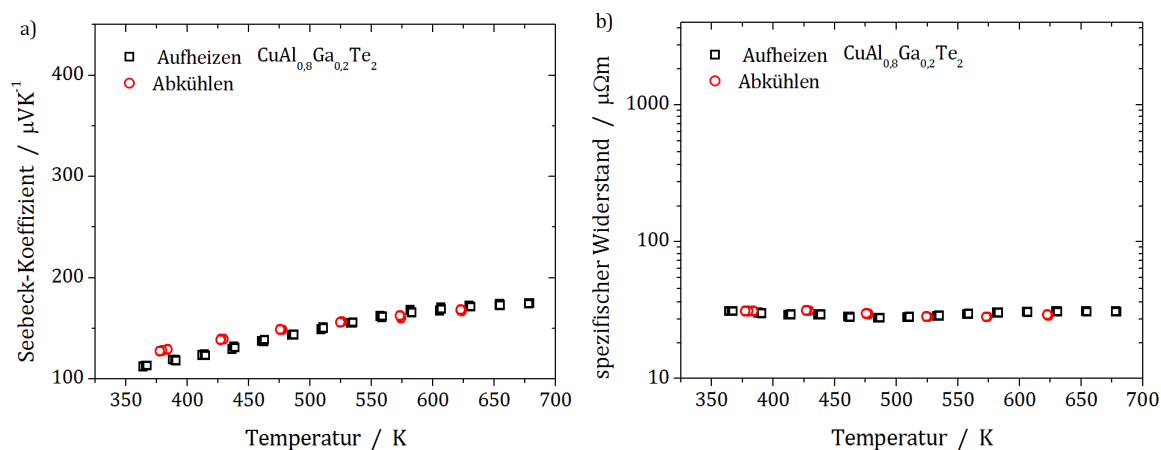 a)
Aufheizen CuAl0,8Ga0,2Te2
Abkühlen
Seebeck-Koeffizient / µVK-1
400
300
200
100
350 400 450 500 550 600 650 700
Temperatur / K
b)
Aufheizen CuAl0,8Ga0,2Te2
Abkühlen
spezifischer Widerstand / µΩm
1000
100
10
350 400 450 500 550 600 650 700
Temperatur / K